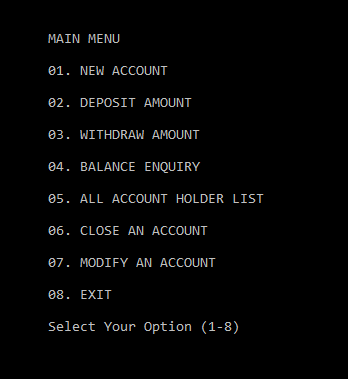 MAIN MENU
01. NEW ACCOUNT
02. DEPOSIT AMOUNT
03. WITHDRAW AMOUNT
04. BALANCE ENQUIRY
05. ALL ACCOUNT HOLDER LIST
06. CLOSE AN ACCOUNT
07. MODIFY AN ACCOUNT
08. EXIT
Select Your Option (1-8)